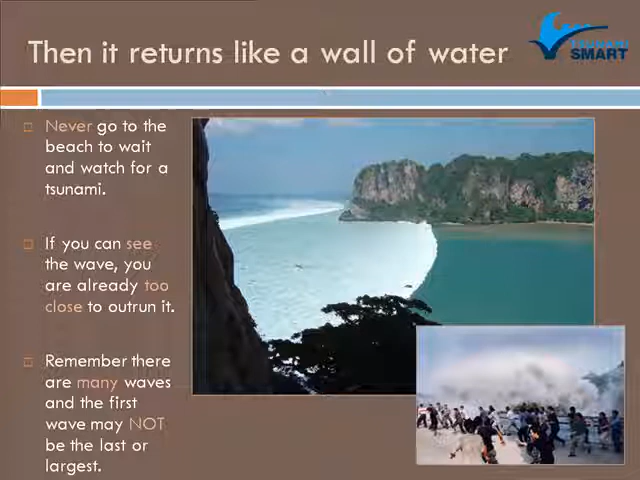 Then it returns like a wall of water
TSUNAMI
SMART
Never go to the
beach to wait
and watch for a
tsunami.
If you can see
the wave, you
are already too
close to outrun it.
Remember there
are many waves
and the first
wave may NOT
be the last or
largest.